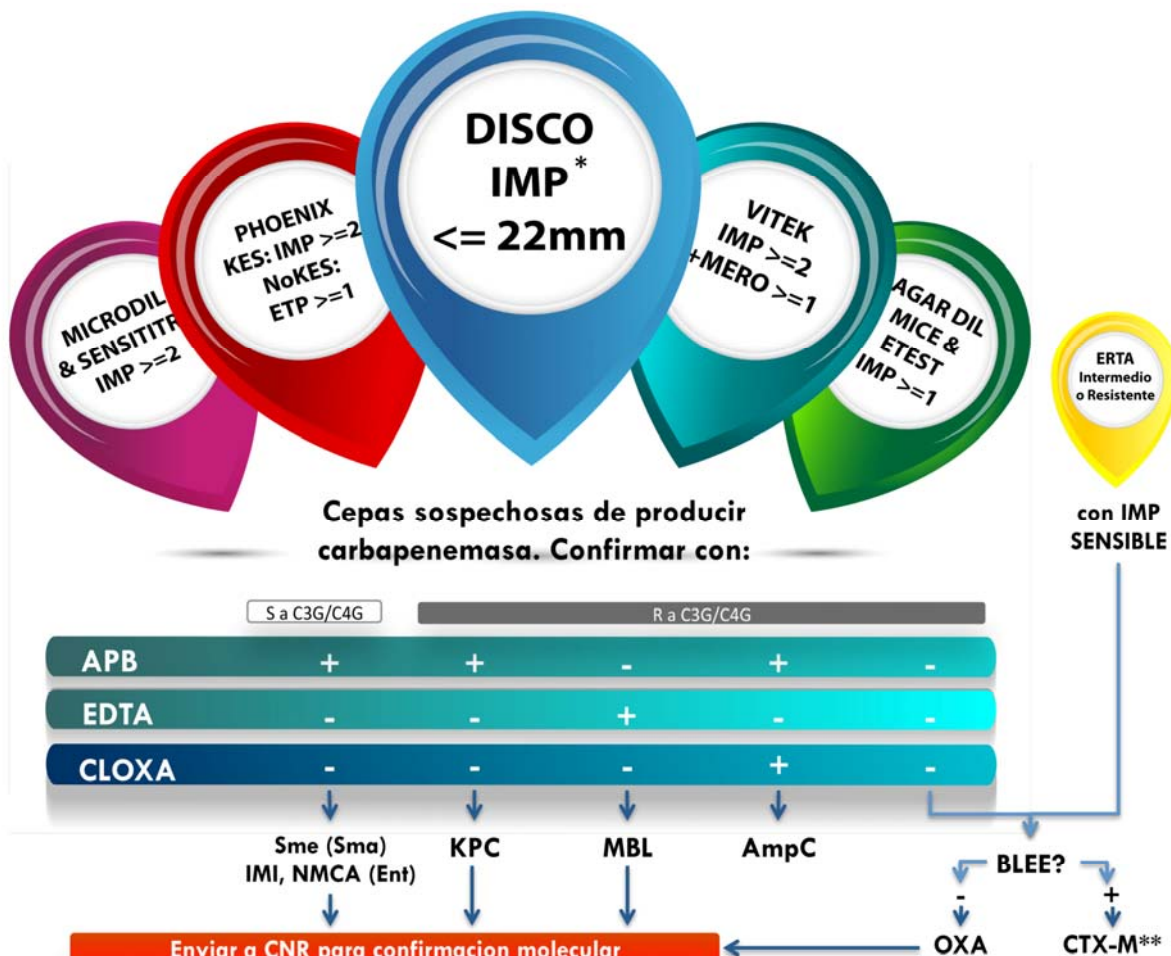 DISCO
IMP*
<= 22mm
PHOENIX
KES: IMP >=2
NoKES:
ETP >=1
VITEK
IMP >=2
+MERO >=1
MICRODIL
& SENSITITR
IMP >=2
AGAR DIL
MICE &
ETEST
IMP >=1
ERTA
Intermedio
o Resistente
con IMP
SENSIBLE
Cepas sospechosas de producir
carbapenemasa. Confirmar con:
S a C3G/C4G R a C3G/C4G
APB + + - + -
EDTA - - + - -
CLOXA - - - + -
Sme (Sma) KPC MBL AmpC
IMI, NMCA (Ent)
BLEE?
- +
OXA CTX-M**
Enviar a CNR para confirmacion molecular